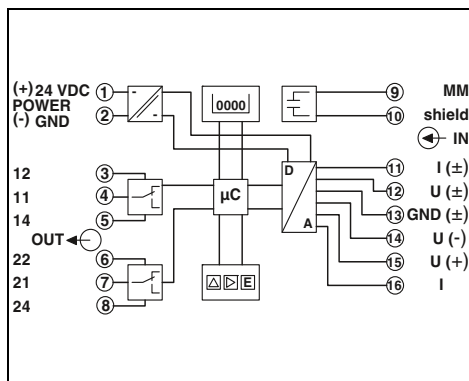 (+) 24 VDC 1
POWER
(-) GND 2
0000
9 MM
10 shield
IN
12 3
11 4
14 5
OUT
22 6
21 7
24 8
µC
E
D
A
11 I (±)
12 U (±)
13 GND (±)
14 U (-)
15 U (+)
16 I